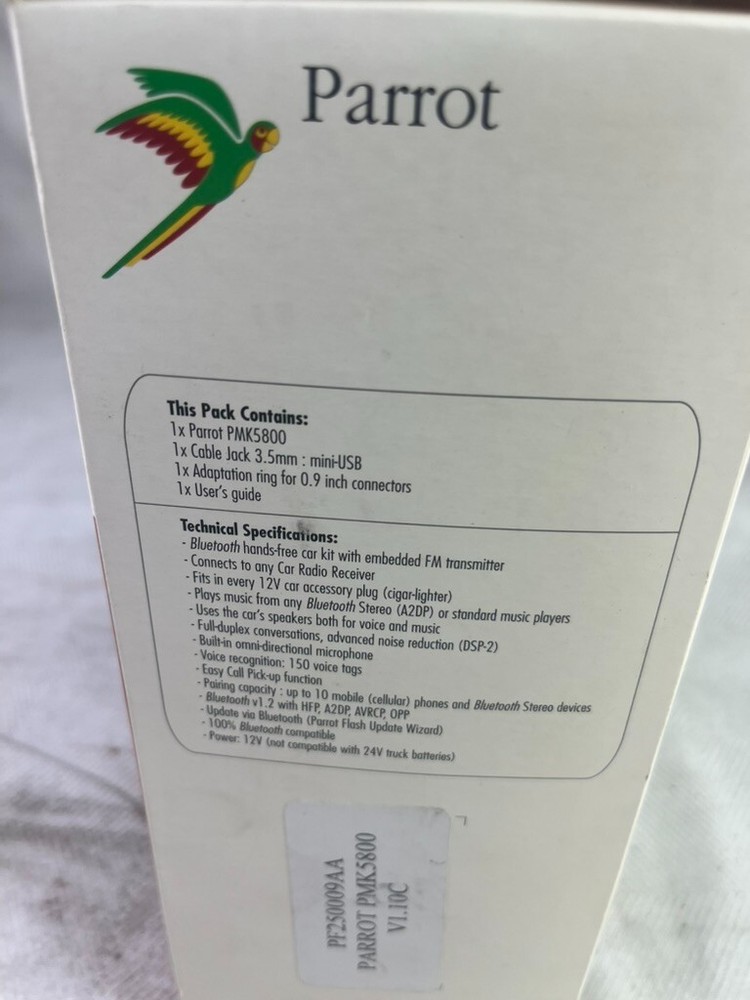 Parrot
This Pack Contains:
1x Parrot PMK5800
1x Cable Jack 3.5mm : mini-USB
1x Adaptation ring for 0.9 inch connectors
1x User's guide
Technical Specifications:
- Bluetooth hands-free car kit with embedded FM transmitter
- Connects to any Car Radio Receiver
- Fits in every 12V car accessory plug (cigar-lighter)
- Plays music from any Bluetooth Stereo (A2DP) or standard music players
- Uses the car's speakers both for voice and music
- Full-duplex conversations, advanced noise reduction (DSP-2)
- Built-in omni-directional microphone
- Voice recognition: 150 voice tags
- Easy Call Pick-up function
- Pairing capacity : up to 10 mobile (cellular) phones and Bluetooth Stereo devices
- Bluetooth v1.2 with HFP, A2DP, AVRCP, OPP
- Update via Bluetooth (Parrot Flash Update Wizard)
- 100% Bluetooth compatible
- Power: 12V (not compatible with 24V truck batteries)
PF250009AA
PARROT PMK5800
V1.10C